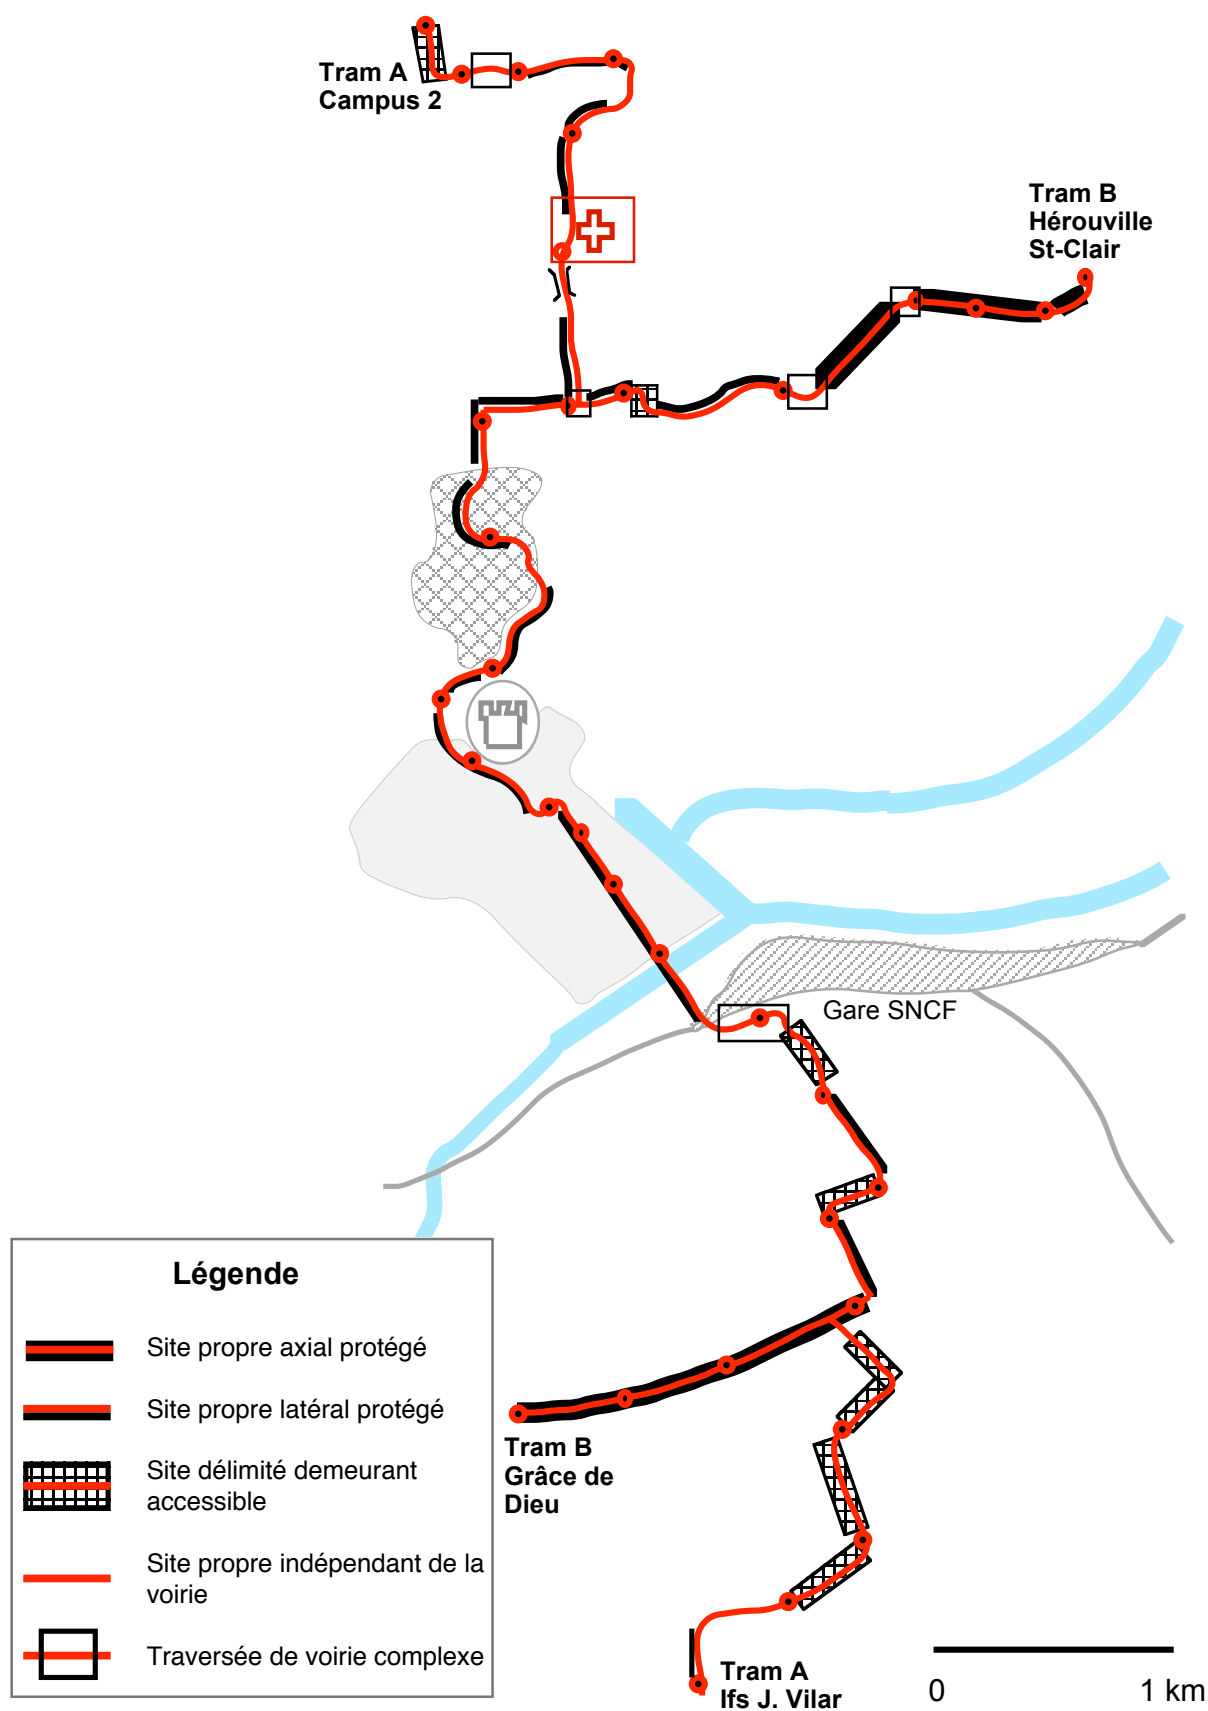 Tram A
Campus 2
Tram B
Hérouville
St-Clair
Gare SNCF
Légende
Site propre axial protégé
Site propre latéral protégé
Site délimité demeurant
accessible
Site propre indépendant de la
voirie
Traversée de voirie complexe
Tram B
Grâce de
Dieu
Tram A
Ifs J. Vilar
0
1 km